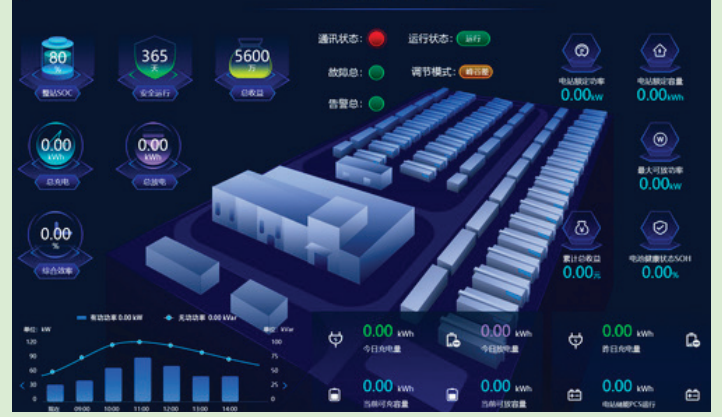 通讯状态：
运行状态：
运行
故障总：
调节模式：
峰谷差
告警总：
80
%
整站SOC
365
天
安全运行
5600
万
总收益
0.00
kWh
总充电
0.00
kWh
总放电
0.00
%
综合效率
电站额定功率
0.00kW
电站额定容量
0.00kWh
最大可放功率
0.00kW
累计总收益
0.00元
电池健康状态SOH
0.00%
有功功率 0.00 kW
无功功率 0.00 kVar
单位：kW
单位：kVar
120
90
60
30
0
100
75
50
25
0
现在
09:00
10:00
11:00
12:00
13:00
14:00
0.00 kWh
今日充电量
0.00 kWh
今日放电量
0.00 kWh
昨日充电量
0.00 kWh
当前可充容量
0.00 kWh
当前可放容量
0.00 kWh
电站储能PCS运行